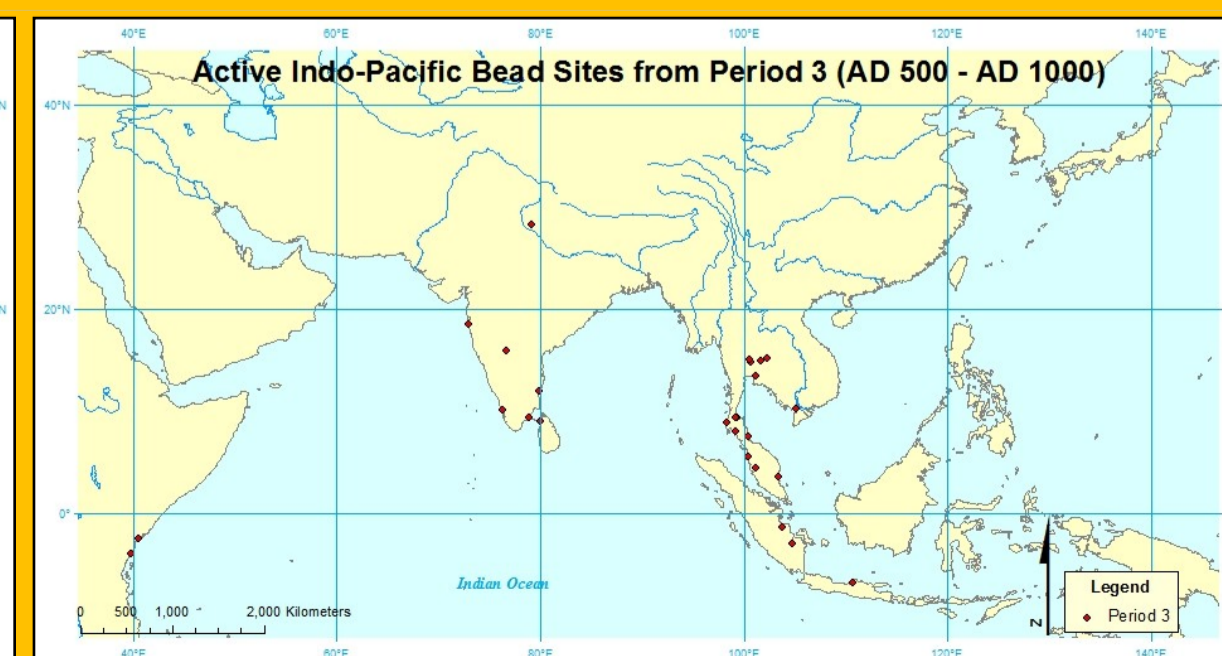 40°E 60°E 80°E 100°E 120°E 140°E
Active Indo-Pacific Bead Sites from Period 3 (AD 500 - AD 1000)
N 40°N
N 20°N
0°
Indian Ocean
0 500 1,000 2,000 Kilometers
N
Legend
Period 3
40°E 60°E 80°E 100°E 120°E 140°E